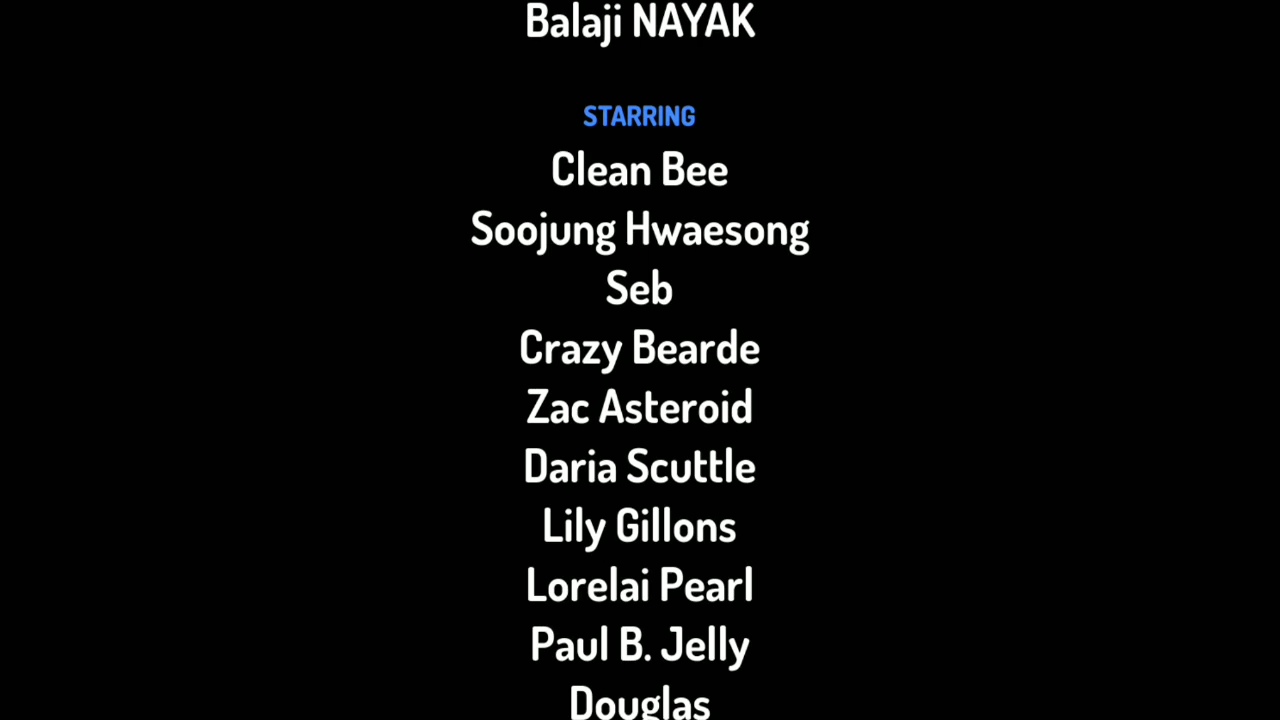 Balaji NAYAK
STARRING
Clean Bee
Soojung Hwaesong
Seb
Crazy Bearde
Zac Asteroid
Daria Scuttle
Lily Gillons
Lorelai Pearl
Paul B. Jelly
Douglas